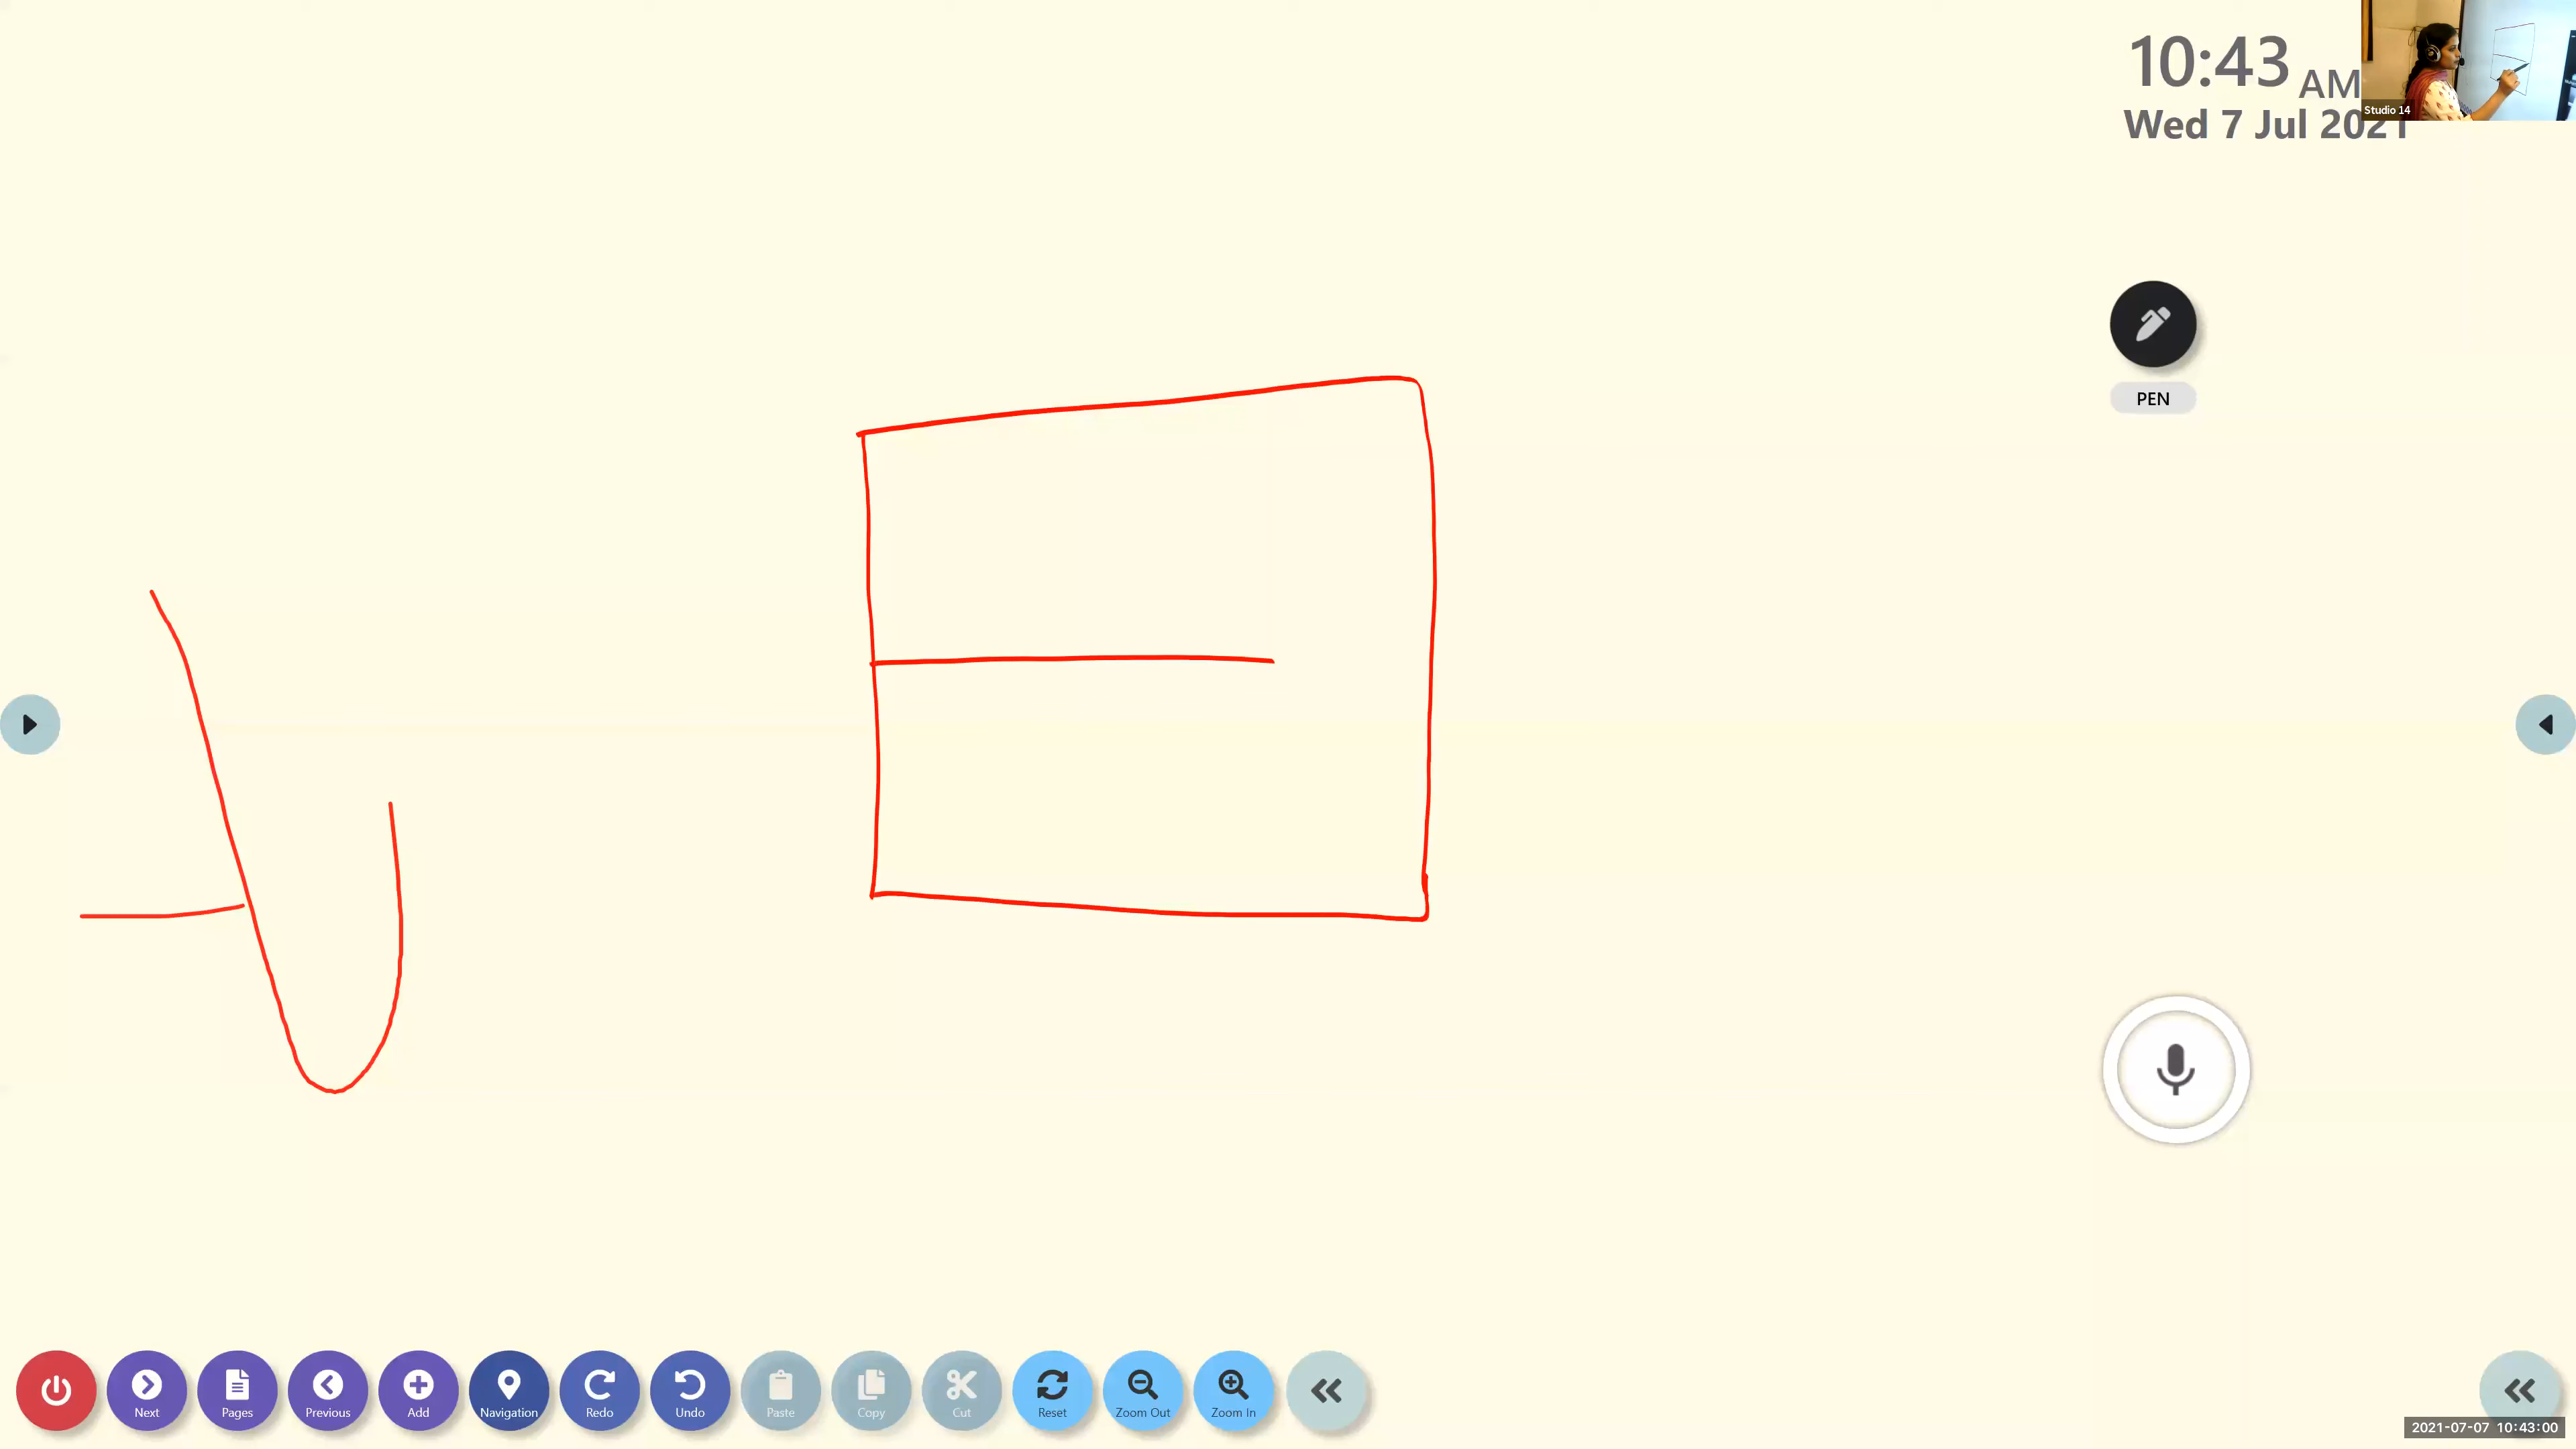 10:43 AM
Studio 14
Wed 7 Jul 2021
PEN
Next Pages Previous Add Navigation Redo Undo Paste Copy Cut Reset Zoom Out Zoom In
2021-07-07 10:43:00